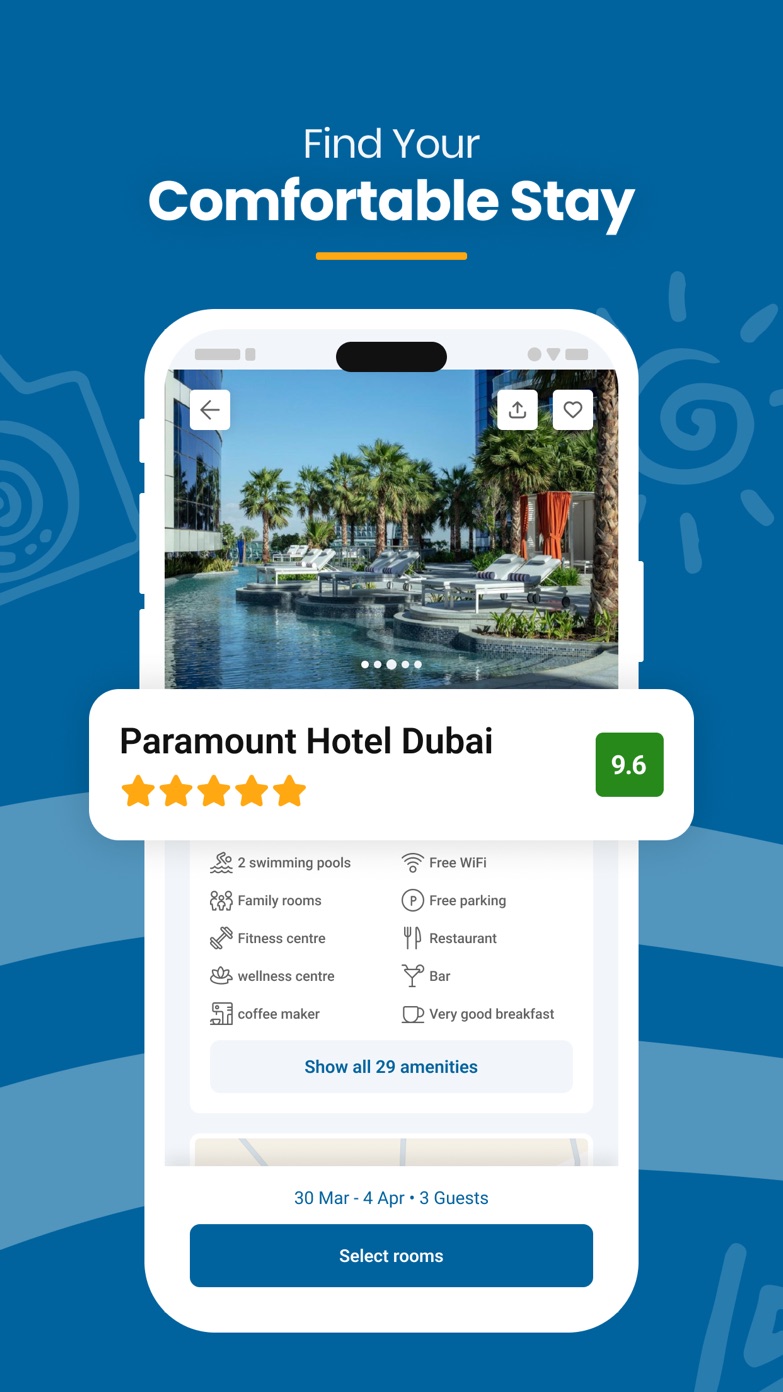 Find Your
Comfortable Stay
Paramount Hotel Dubai
9.6
2 swimming pools
Free WiFi
Family rooms
P
Free parking
Fitness centre
Restaurant
wellness centre
Bar
coffee maker
Very good breakfast
Show all 29 amenities
30 Mar - 4 Apr • 3 Guests
Select rooms